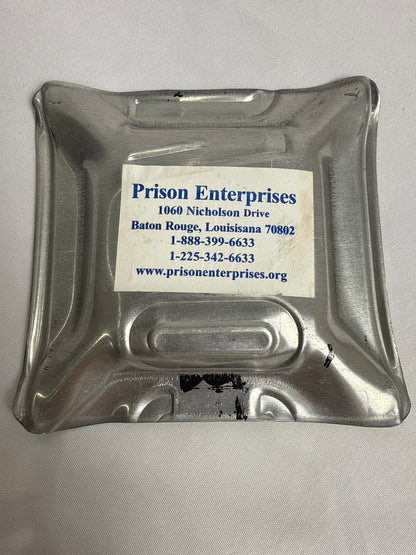 Prison Enterprises
1060 Nicholson Drive
Baton Rouge, Louisisana 70802
1-888-399-6633
1-225-342-6633
www.prisonenterprises.org